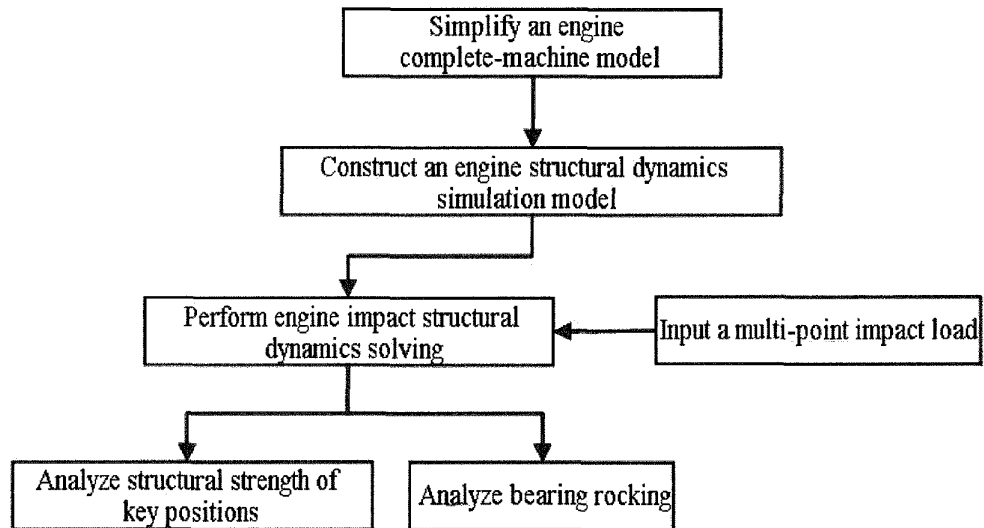 Simplify an engine
complete-machine model
Construct an engine structural dynamics
simulation model
Perform engine impact structural
dynamics solving
Input a multi-point impact load
Analyze structural strength of
key positions
Analyze bearing rocking